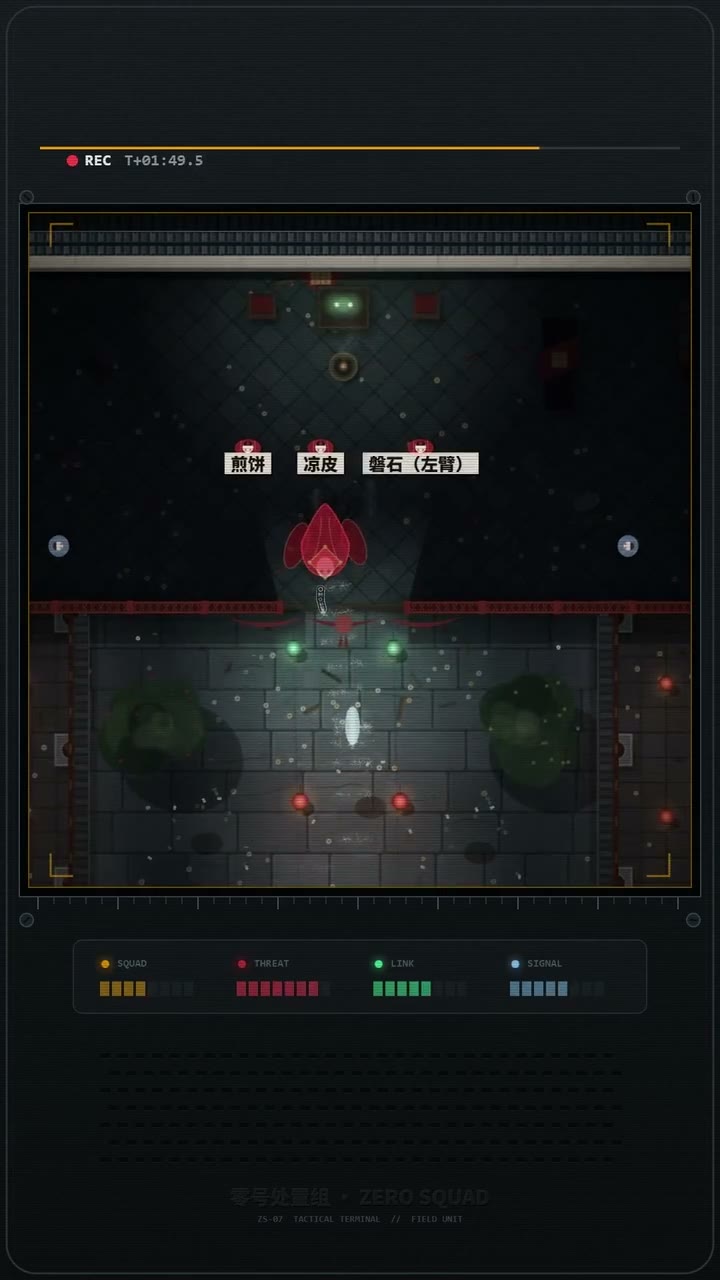 REC T+01:49.5
煎饼
凉皮
磐石（左臂）
SQUAD
THREAT
LINK
SIGNAL
零号处置组 · ZERO SQUAD
ZS-07 TACTICAL TERMINAL // FIELD UNIT